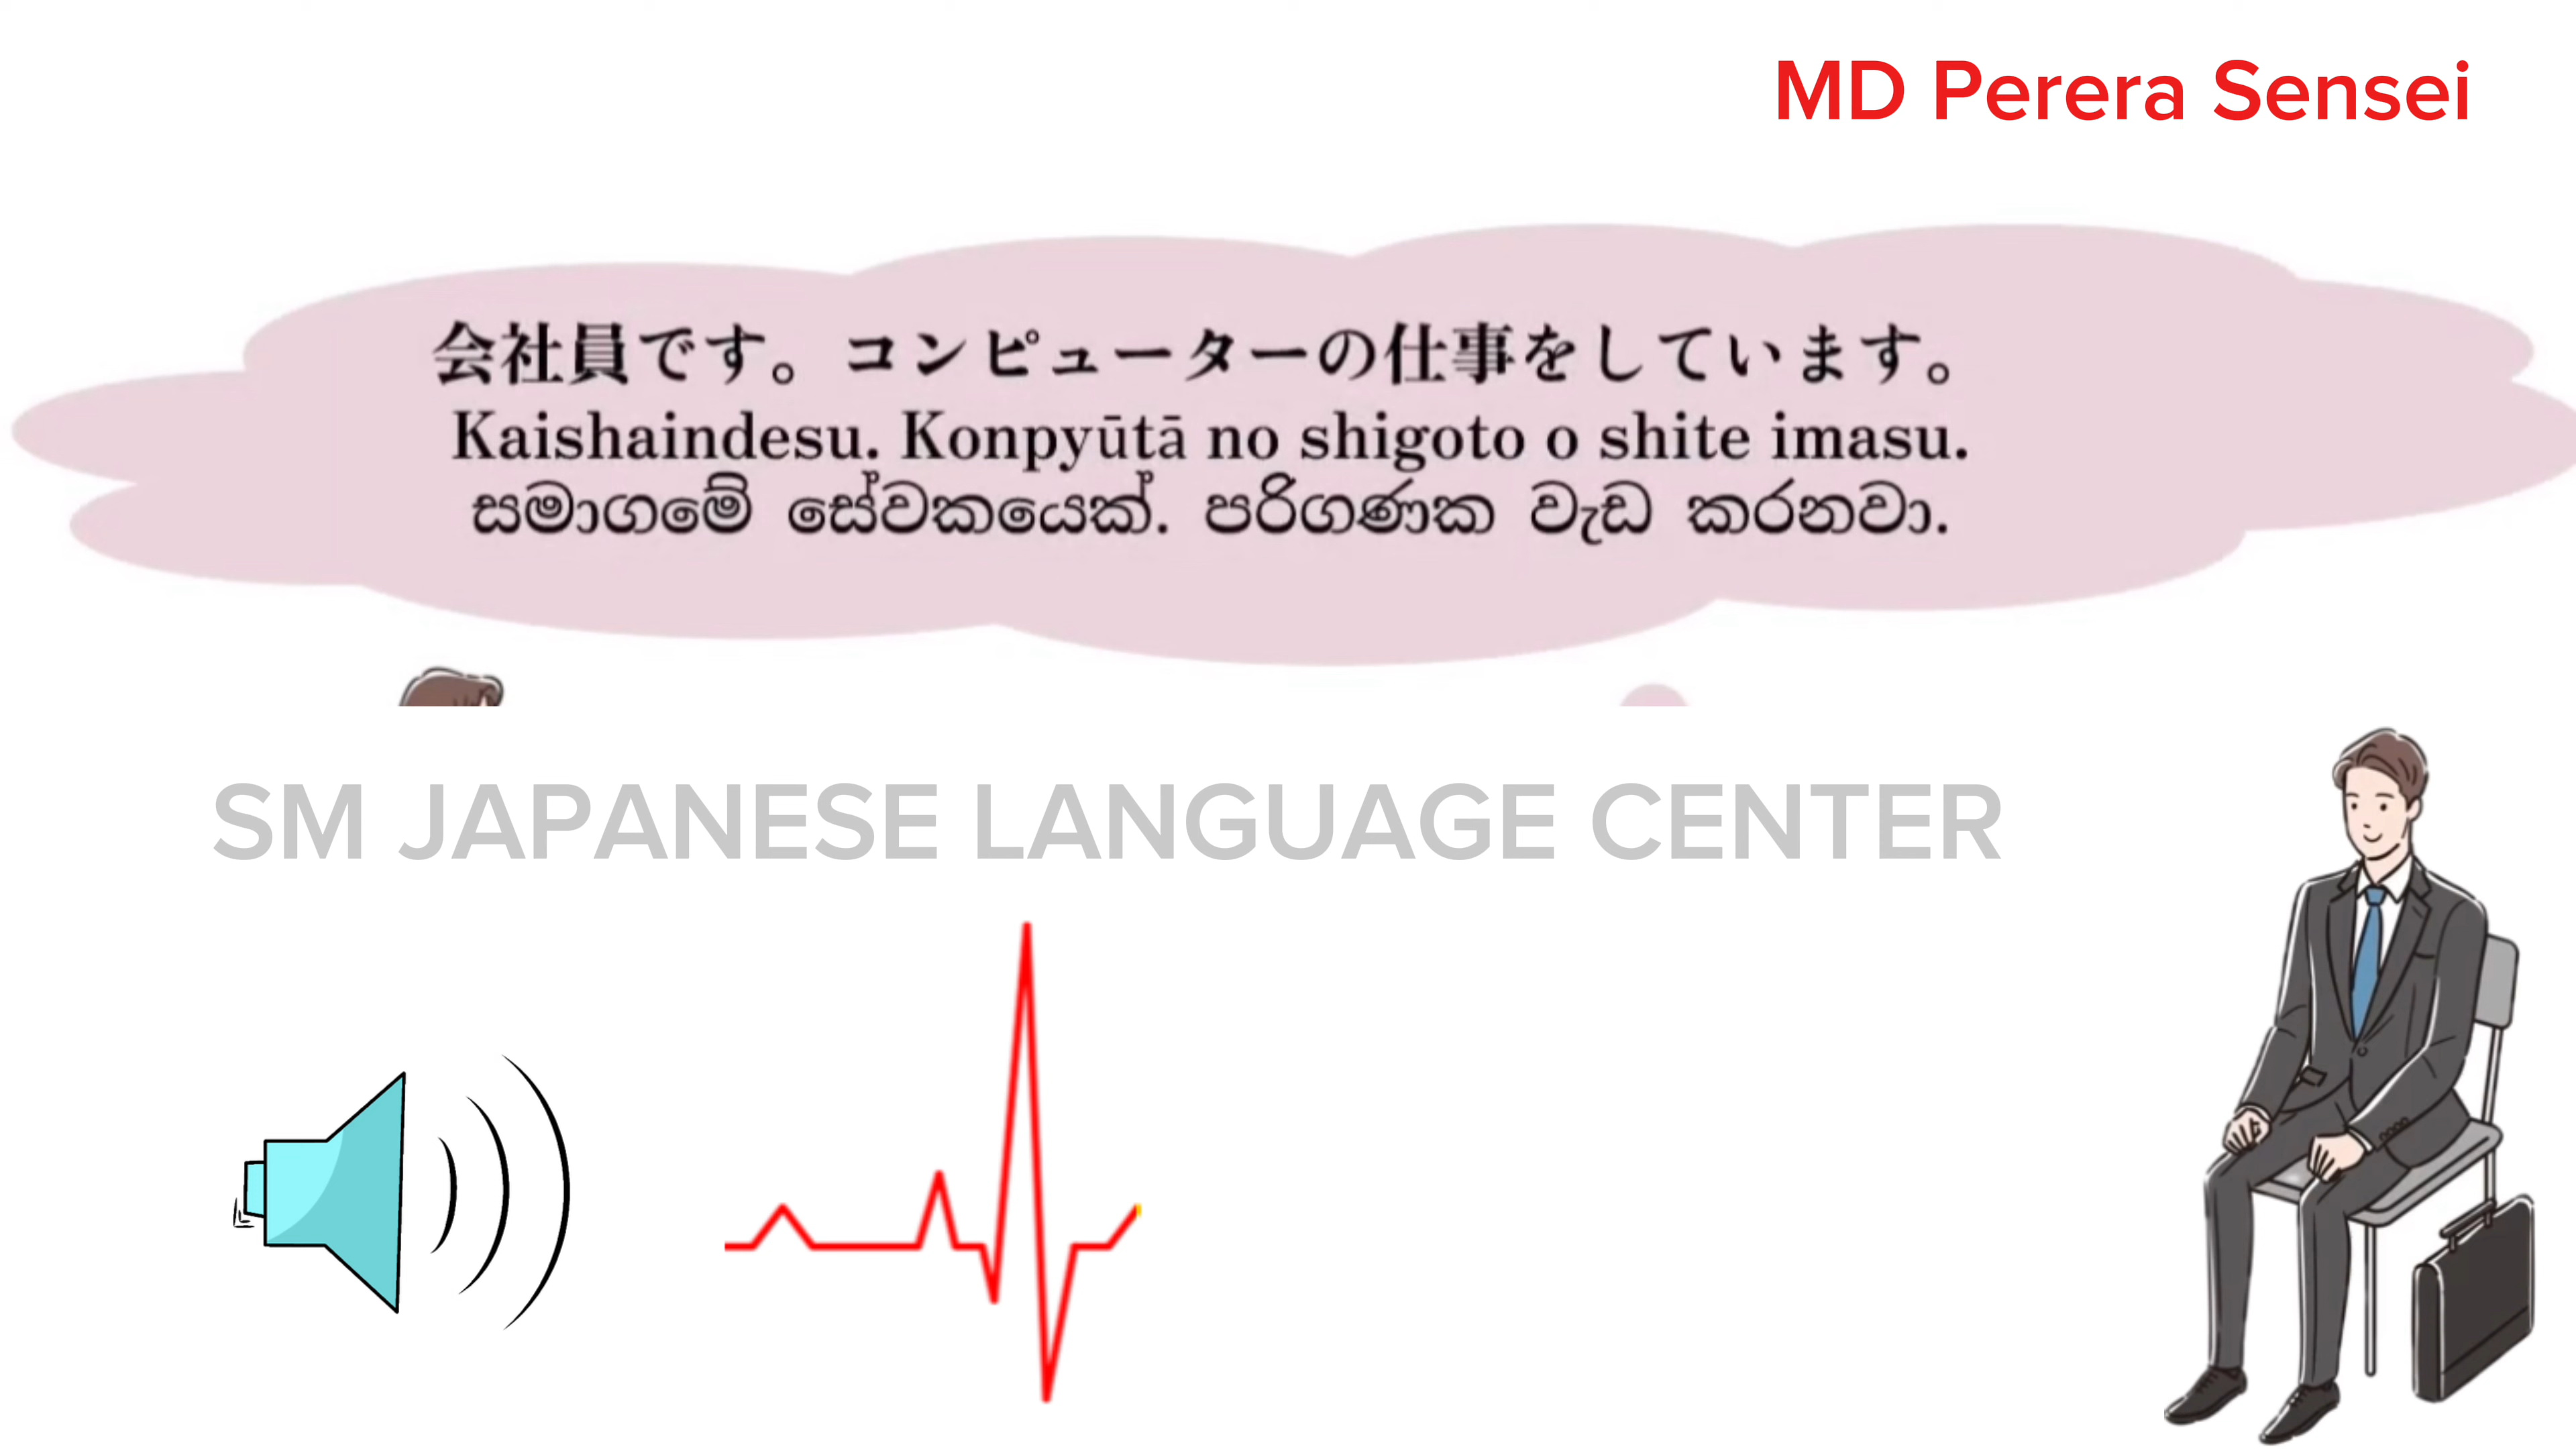 MD Perera Sensei
会社員です。コンピューターの仕事をしています。
Kaishaindesu. Konpyūtā no shigoto o shite imasu.
සමාගමේ සේවකයෙක්. පරිගණක වැඩ කරනවා.
SM JAPANESE LANGUAGE CENTER